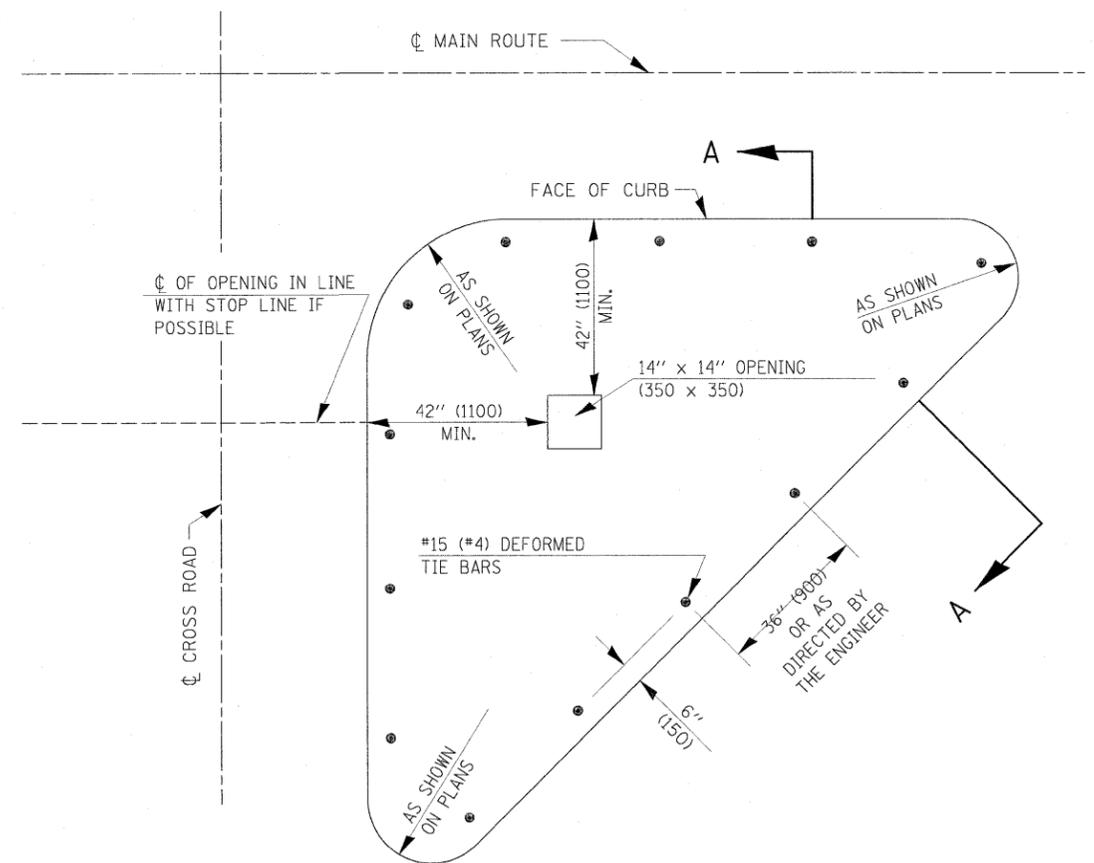 ℄ MAIN ROUTE
A
FACE OF CURB
℄ OF OPENING IN LINE
WITH STOP LINE IF
POSSIBLE
AS SHOWN
ON PLANS
42" (1100)
MIN.
AS SHOWN
ON PLANS
14" x 14" OPENING
(350 x 350)
42" (1100)
MIN.
℄ CROSS ROAD
#15 (#4) DEFORMED
TIE BARS
36" (900)
OR AS
DIRECTED BY
THE ENGINEER
A
6"
(150)
AS SHOWN
ON PLANS